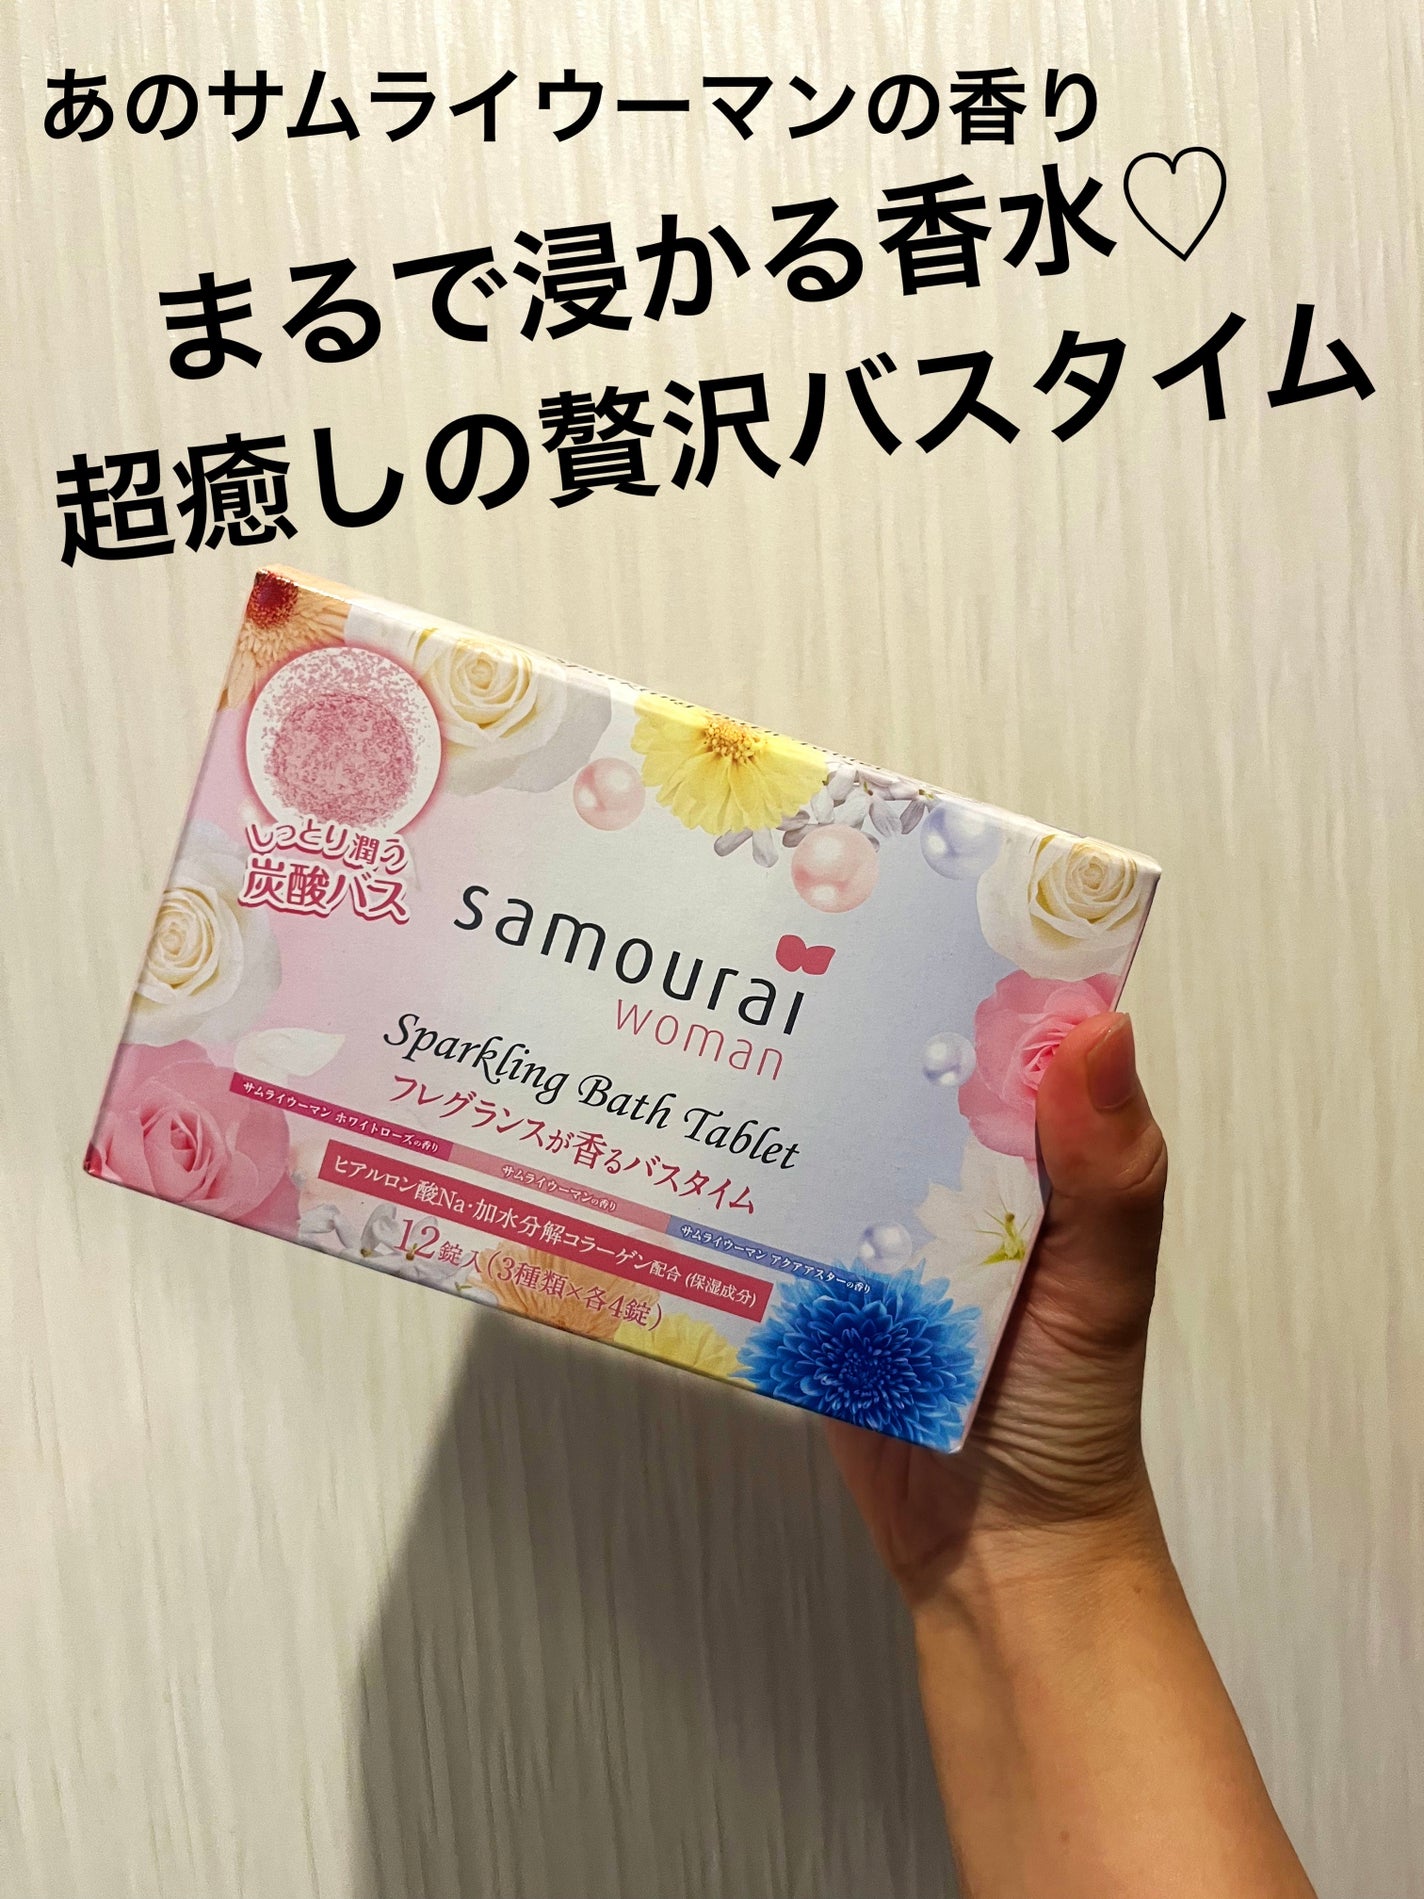 あのサムライウーマンの香り
まるで浸かる香水♡
超癒しの贅沢バスタイム
しっとり潤う
炭酸バス
samourai
woman
Sparkling Bath Tablet
フレグランスが香るバスタイム
サムライウーマン ホワイトローズの香り
サムライウーマンの香り
サムライウーマン アクアアスターの香り
ヒアルロン酸Na・加水分解コラーゲン配合 (保湿成分)
12錠入(3種類×各4錠)